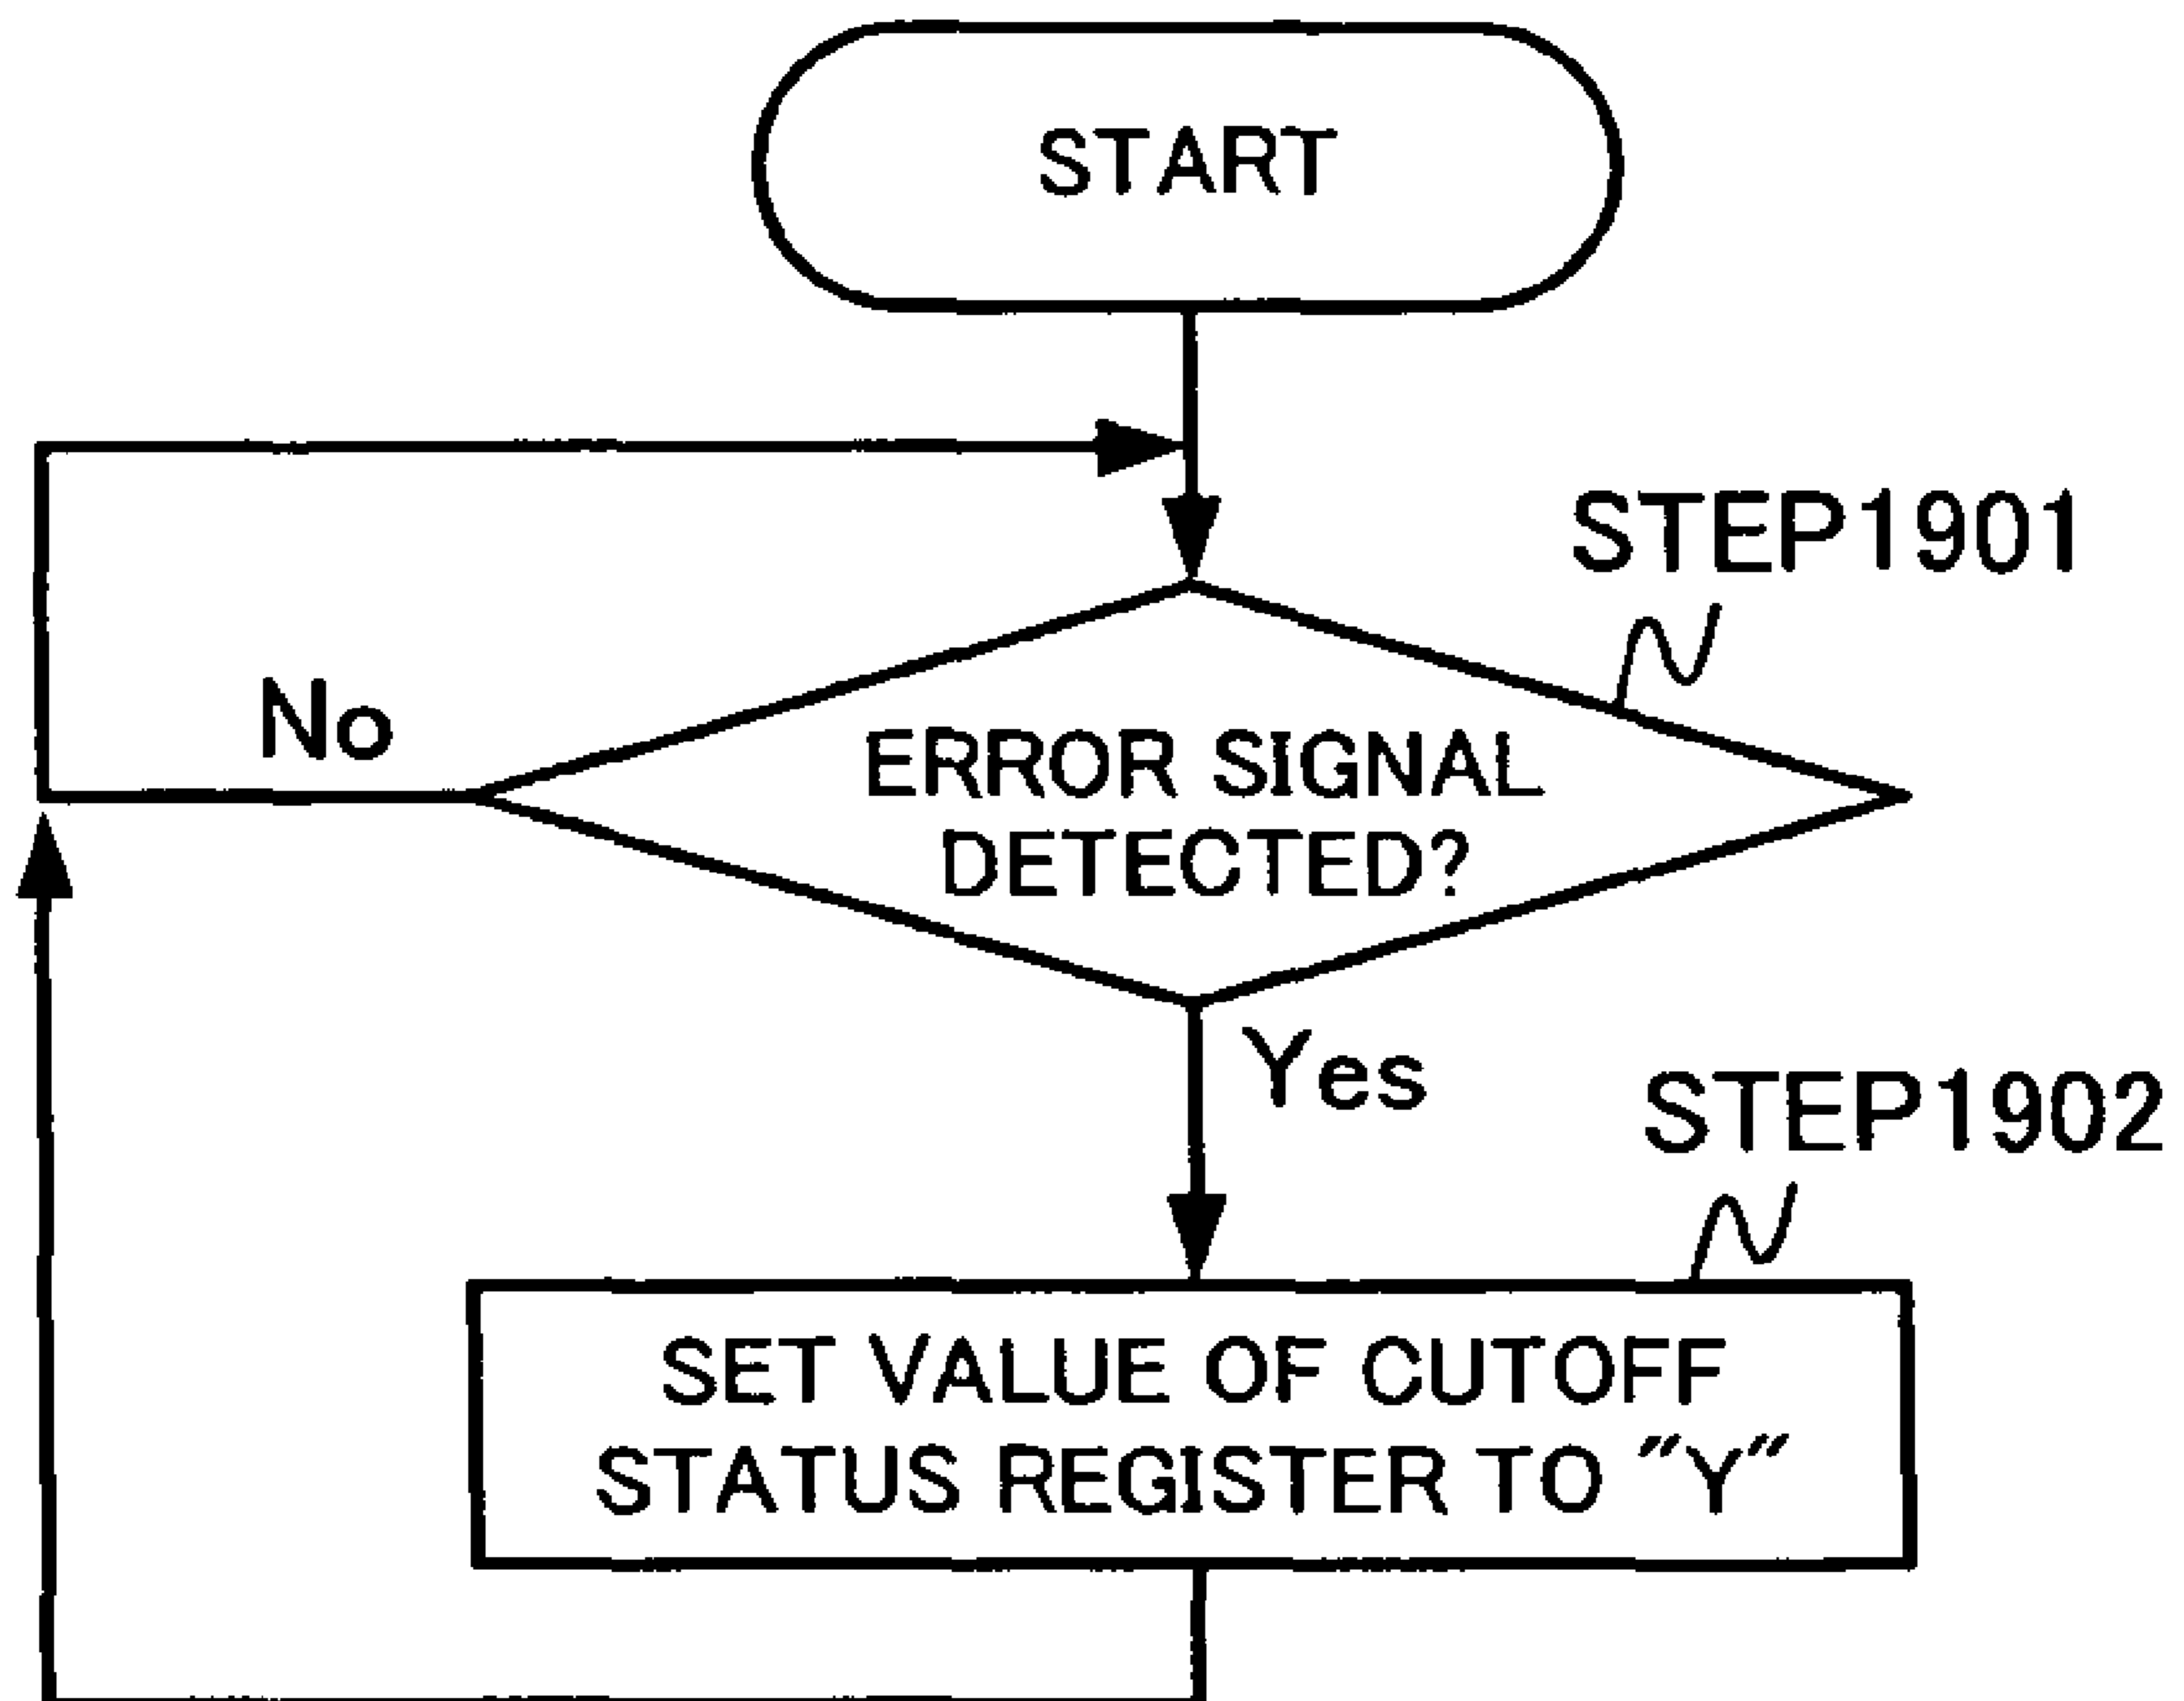 START
STEP1901
No
ERROR SIGNAL
DETECTED?
Yes
STEP1902
SET VALUE OF CUTOFF
STATUS REGISTER TO "Y"